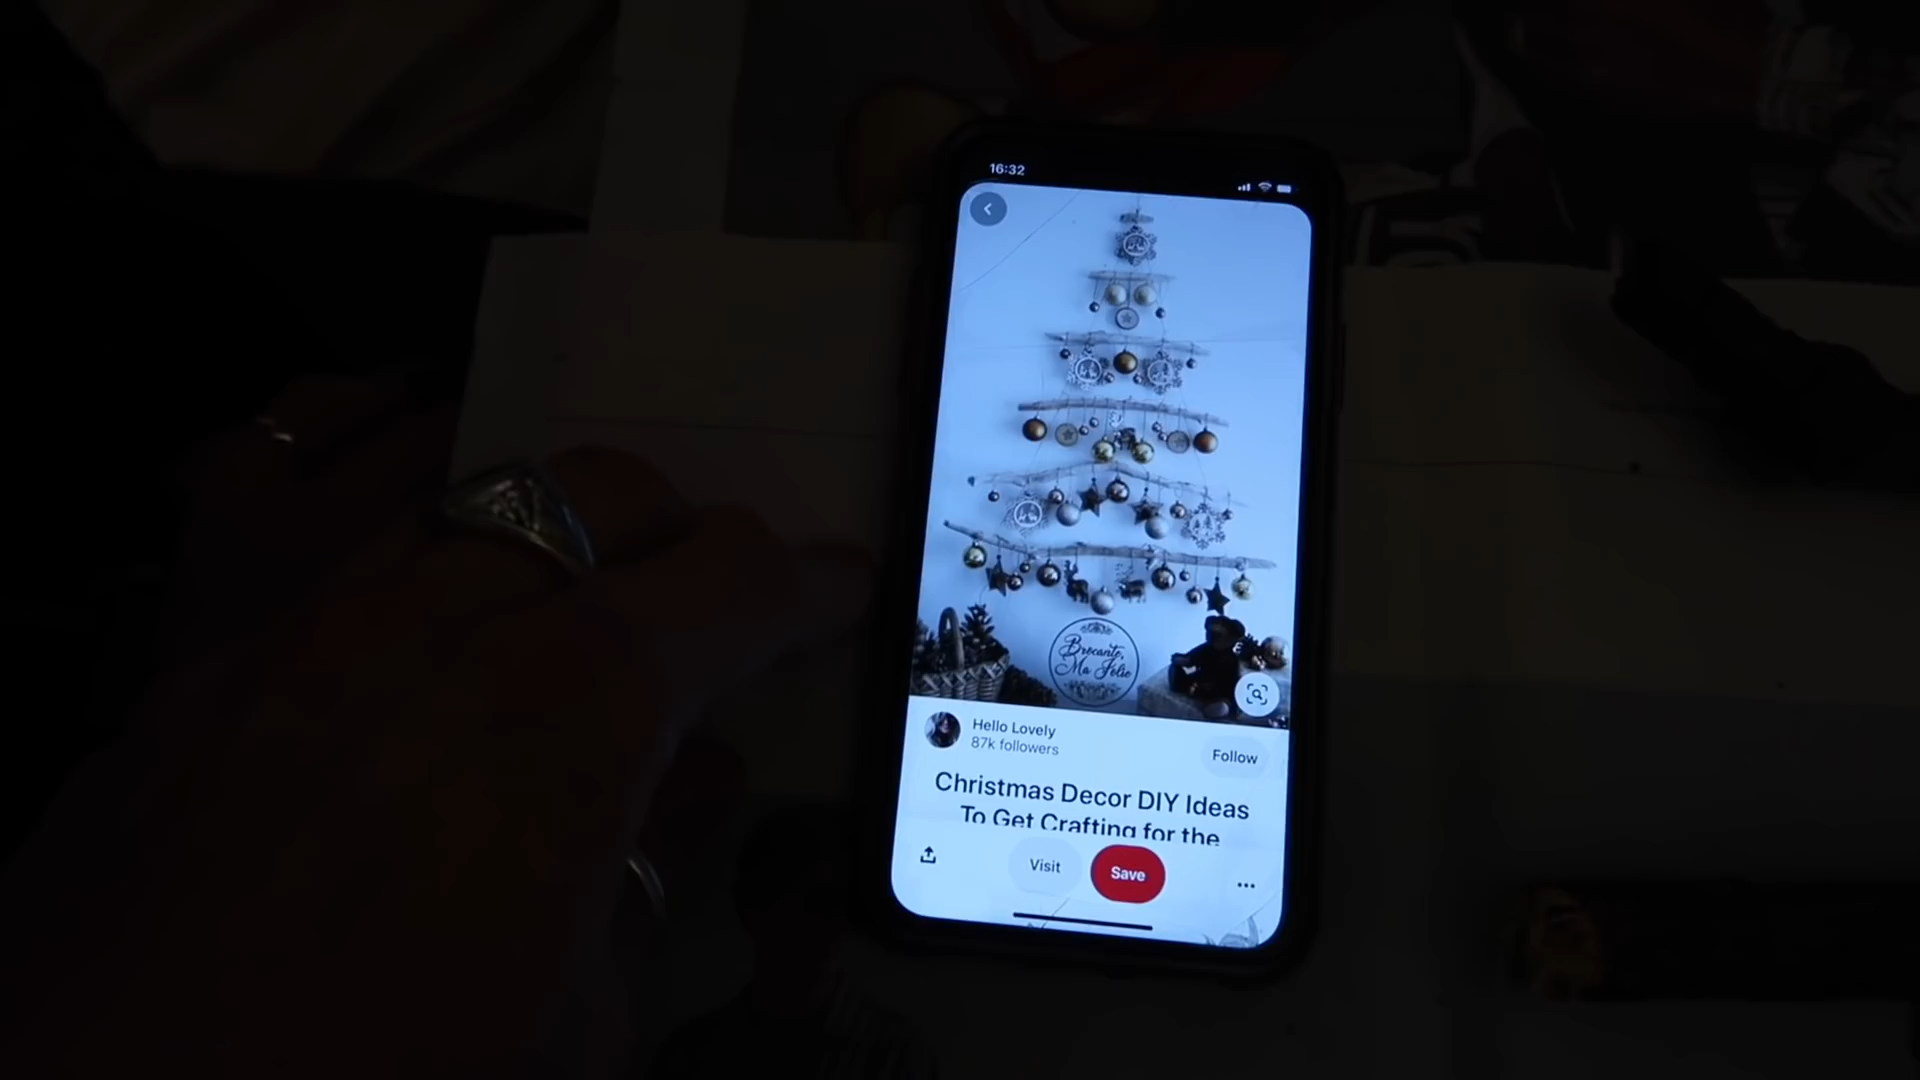 16:32
Brocante,
Ma Jolie
Hello Lovely
87k followers
Follow
Christmas Decor DIY Ideas
To Get Crafting for the
Visit
Save